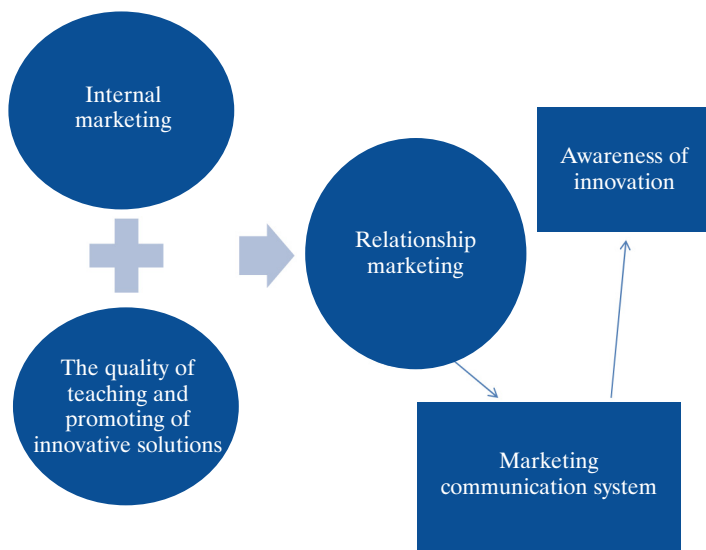 Internal
marketing
The quality of
teaching and
promoting of
innovative solutions
Relationship
marketing
Awareness of
innovation
Marketing
communication system